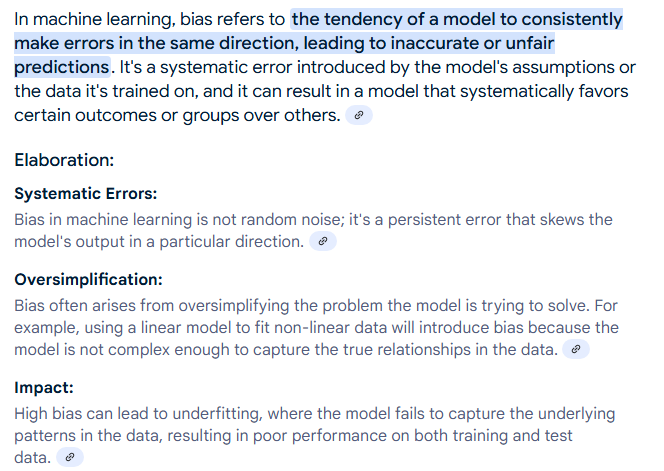 In machine learning, bias refers to the tendency of a model to consistently
make errors in the same direction, leading to inaccurate or unfair
predictions. It's a systematic error introduced by the model's assumptions or
the data it's trained on, and it can result in a model that systematically favors
certain outcomes or groups over others.
Elaboration:
Systematic Errors:
Bias in machine learning is not random noise; it's a persistent error that skews the
model's output in a particular direction.
Oversimplification:
Bias often arises from oversimplifying the problem the model is trying to solve. For
example, using a linear model to fit non-linear data will introduce bias because the
model is not complex enough to capture the true relationships in the data.
Impact:
High bias can lead to underfitting, where the model fails to capture the underlying
patterns in the data, resulting in poor performance on both training and test
data.